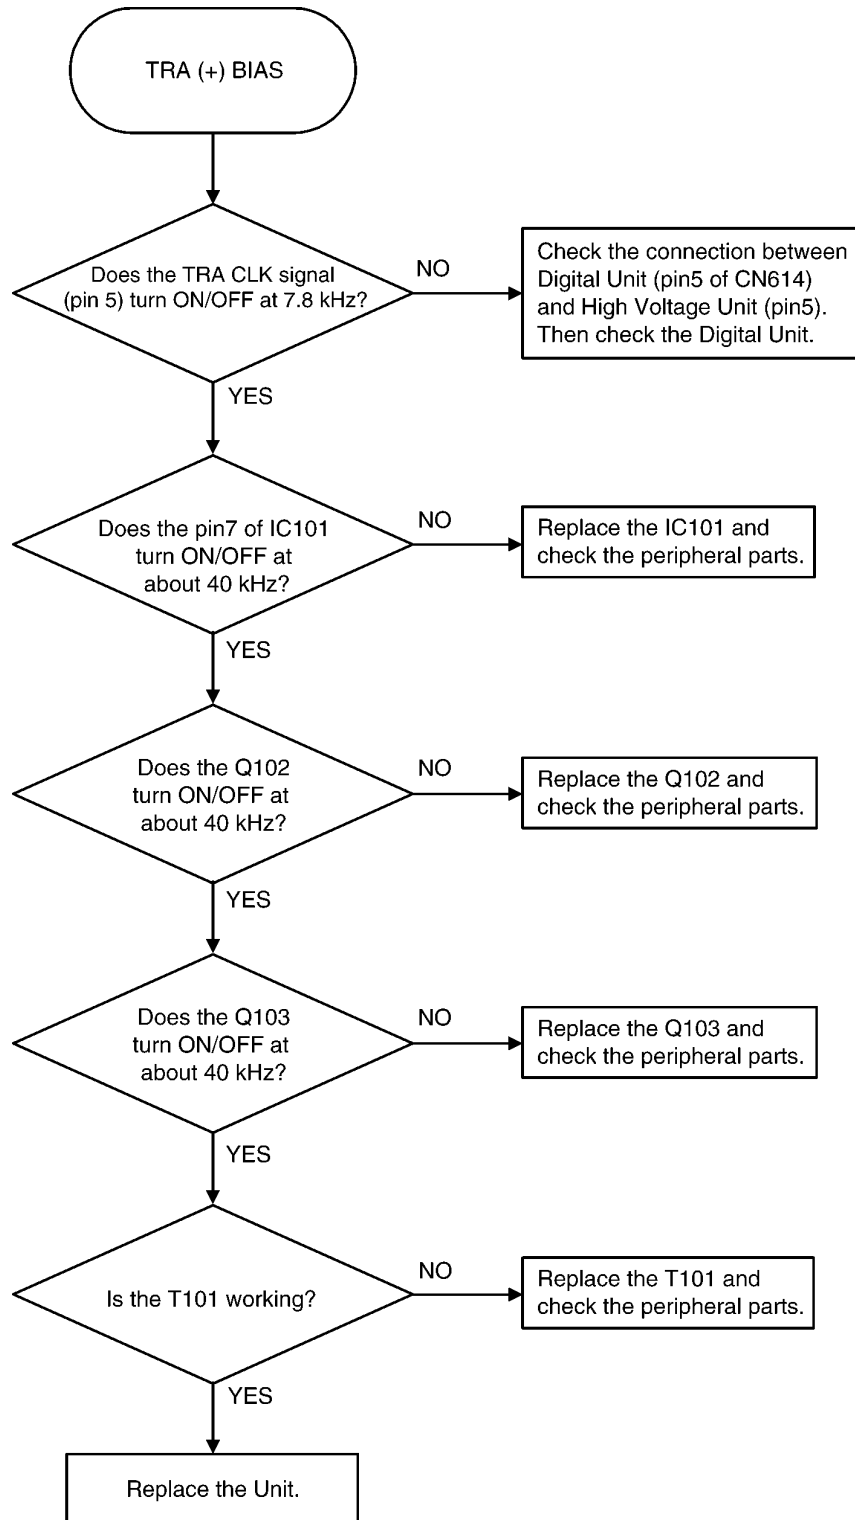 TRA (+) BIAS
Does the TRA CLK signal
(pin 5) turn ON/OFF at 7.8 kHz?
NO
Check the connection between
Digital Unit (pin5 of CN614)
and High Voltage Unit (pin5).
Then check the Digital Unit.
YES
Does the pin7 of IC101
turn ON/OFF at
about 40 kHz?
NO
Replace the IC101 and
check the peripheral parts.
YES
Does the Q102
turn ON/OFF at
about 40 kHz?
NO
Replace the Q102 and
check the peripheral parts.
YES
Does the Q103
turn ON/OFF at
about 40 kHz?
NO
Replace the Q103 and
check the peripheral parts.
YES
Is the T101 working?
NO
Replace the T101 and
check the peripheral parts.
YES
Replace the Unit.